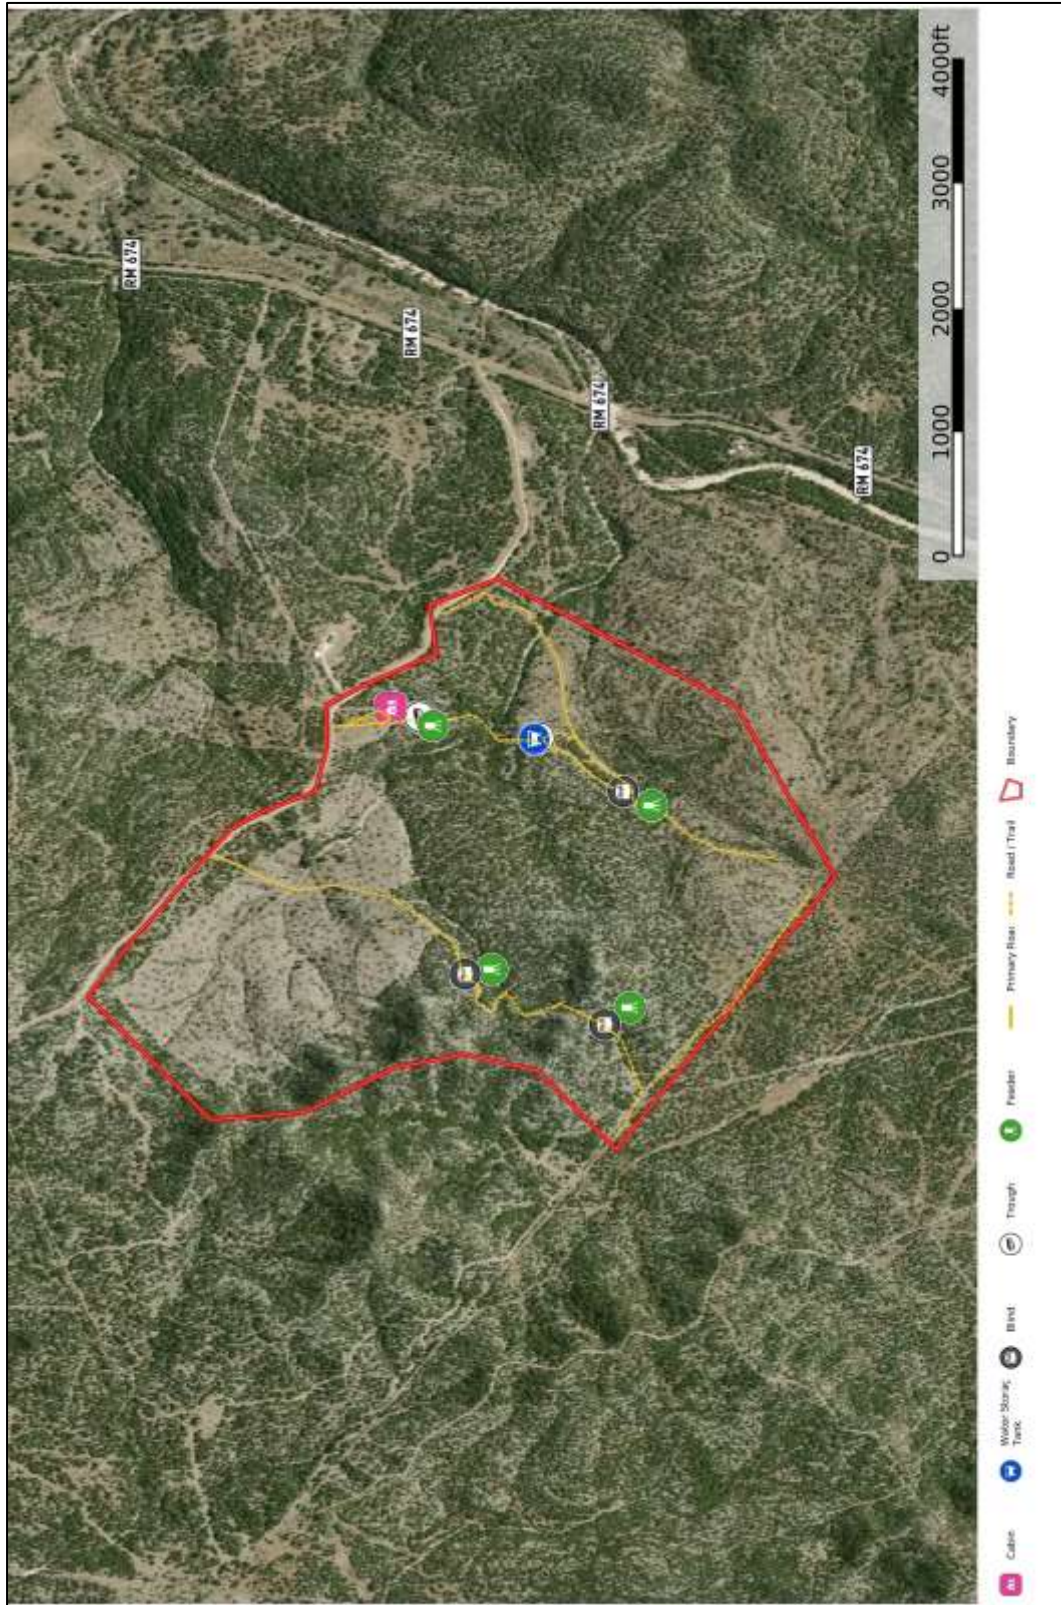 RM 674
RM 674
RM 674
RM 674
0 1000 2000 3000 4000ft
Cabin
Water Storag
Tank
Blind
Trough
Feeder
Primary Road
Road / Trail
Boundary